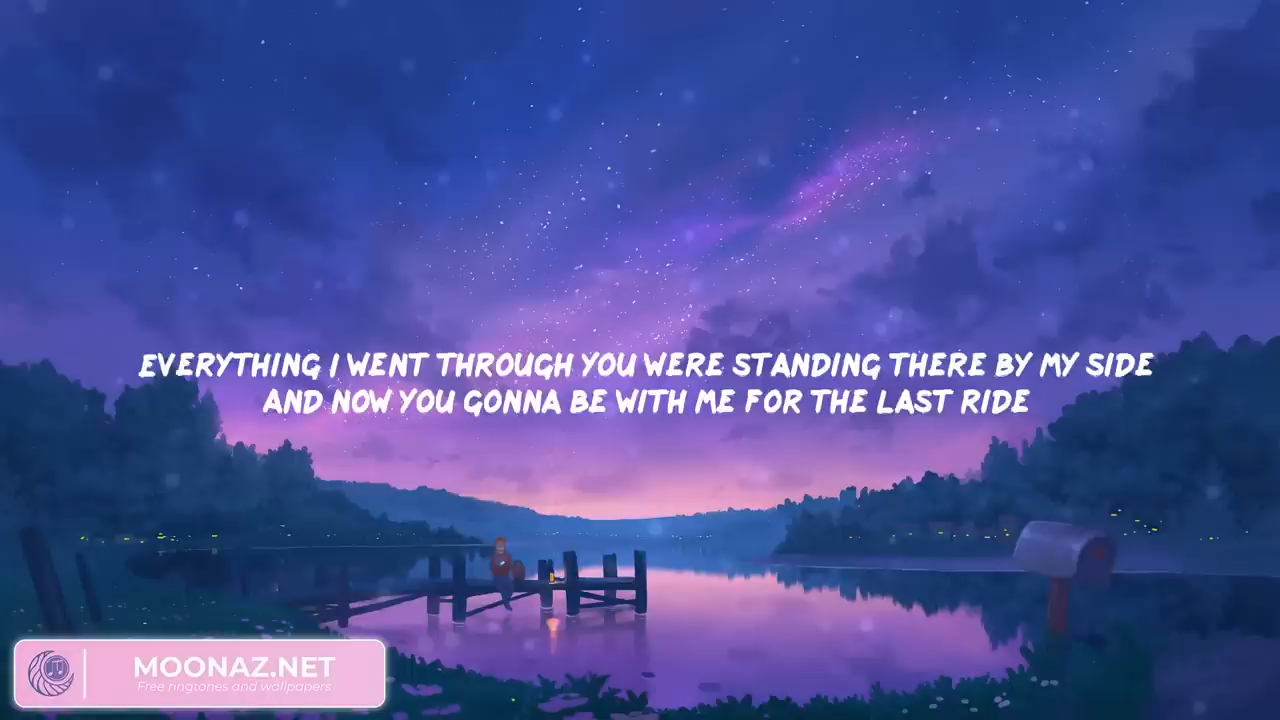 EVERYTHING I WENT THROUGH YOU WERE STANDING THERE BY MY SIDE
AND NOW YOU GONNA BE WITH ME FOR THE LAST RIDE
MOONAZ.NET
Free ringtones and wallpapers